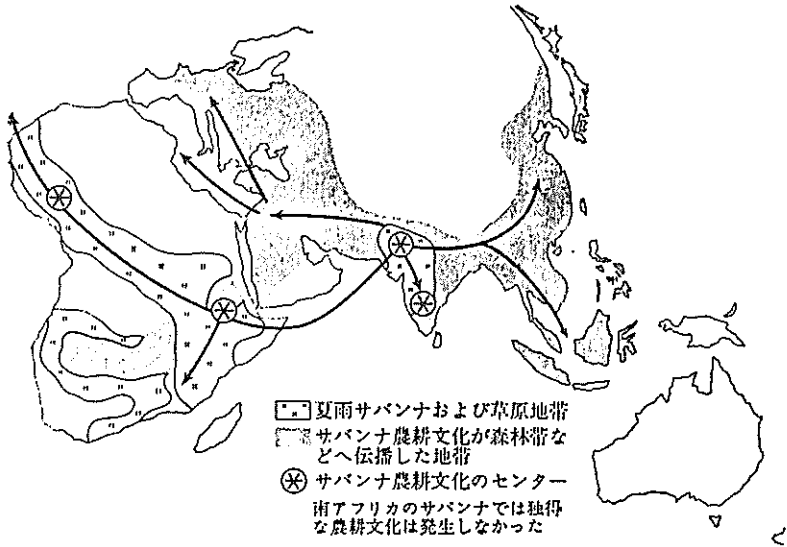 夏雨サバンナおよび草原地帯
サバンナ農耕文化が森林帯な
どへ伝播した地帯
サバンナ農耕文化のセンター
南アフリカのサバンナでは独得
な農耕文化は発生しなかった